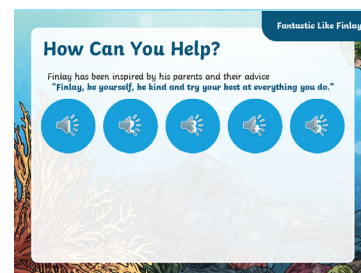 Fantastic Like Finlay
How Can You Help?
Finlay has been inspired by his parents and their advice
"Finlay, be yourself, be kind and try your best at everything you do."